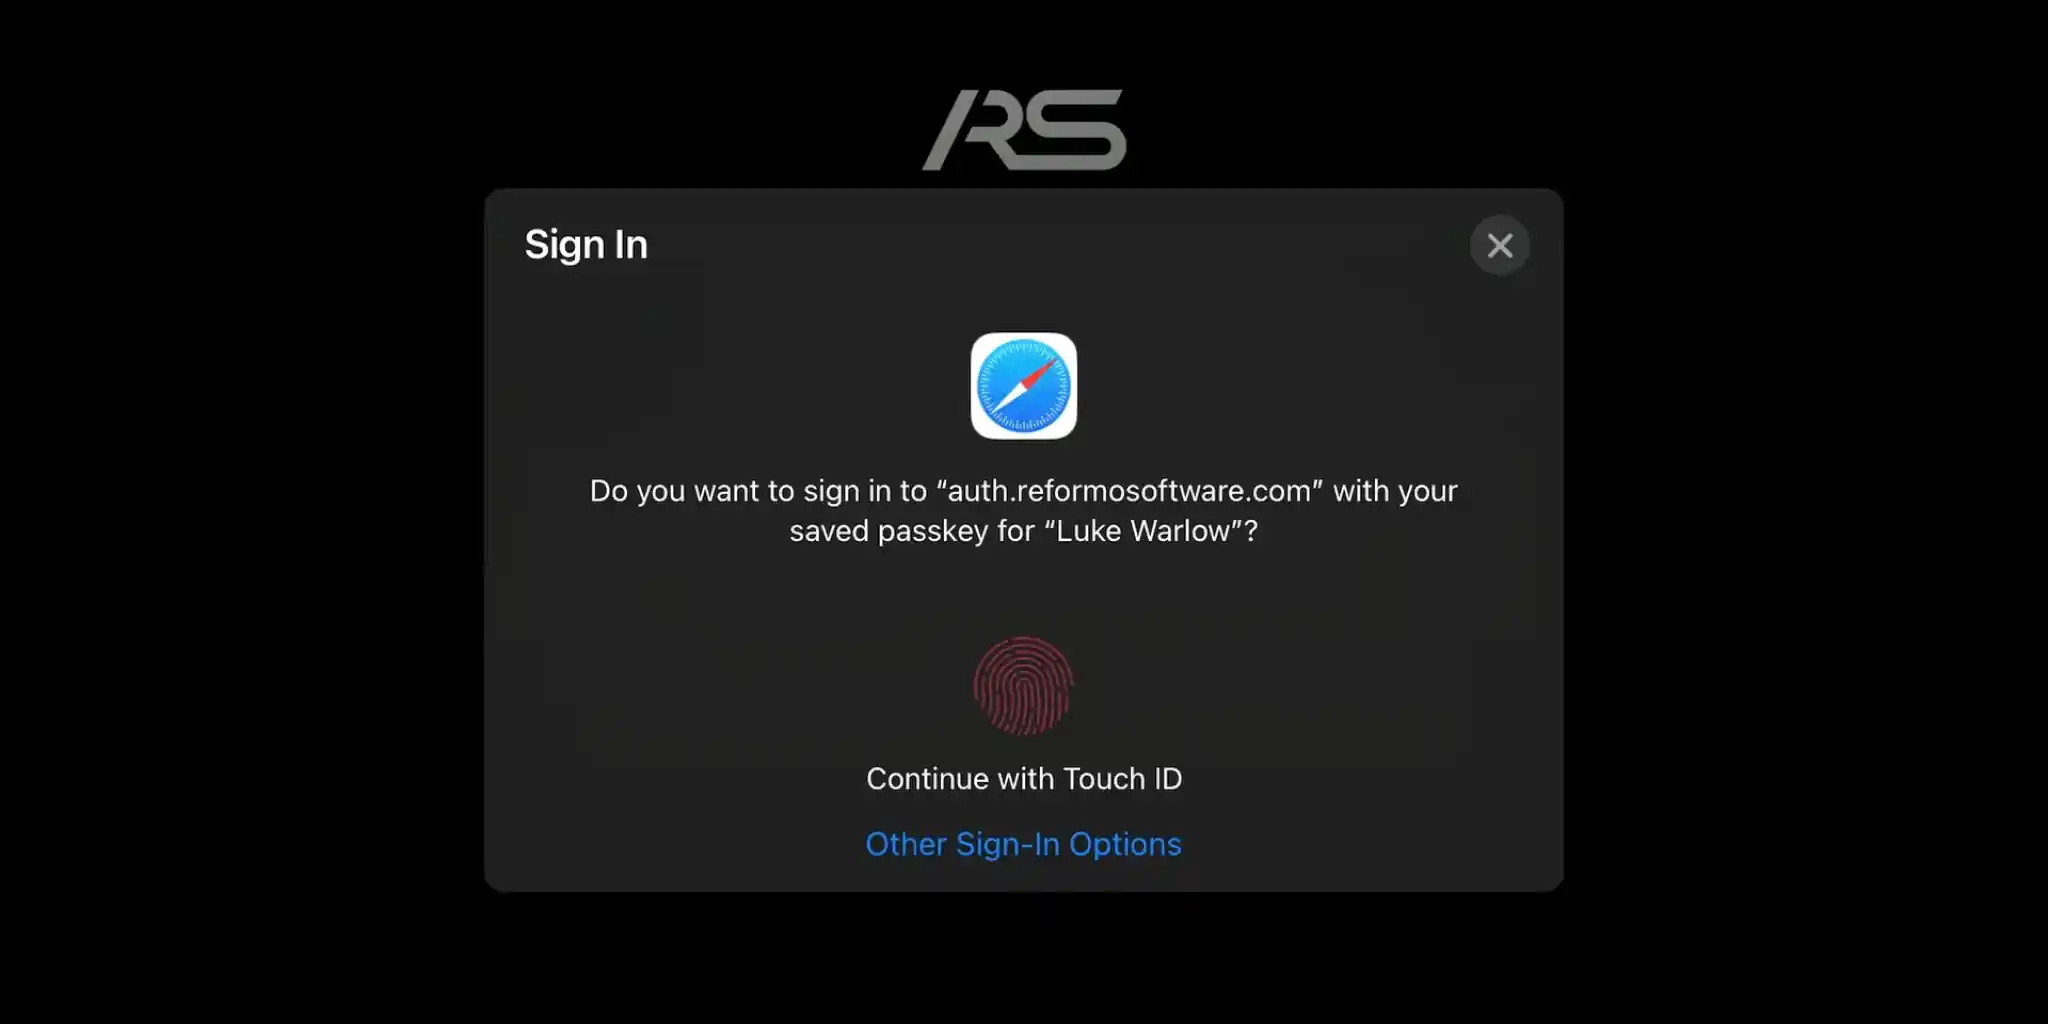 RS
Sign In
Do you want to sign in to “auth.reformosoftware.com” with your
saved passkey for “Luke Warlow”?
Continue with Touch ID
Other Sign-In Options